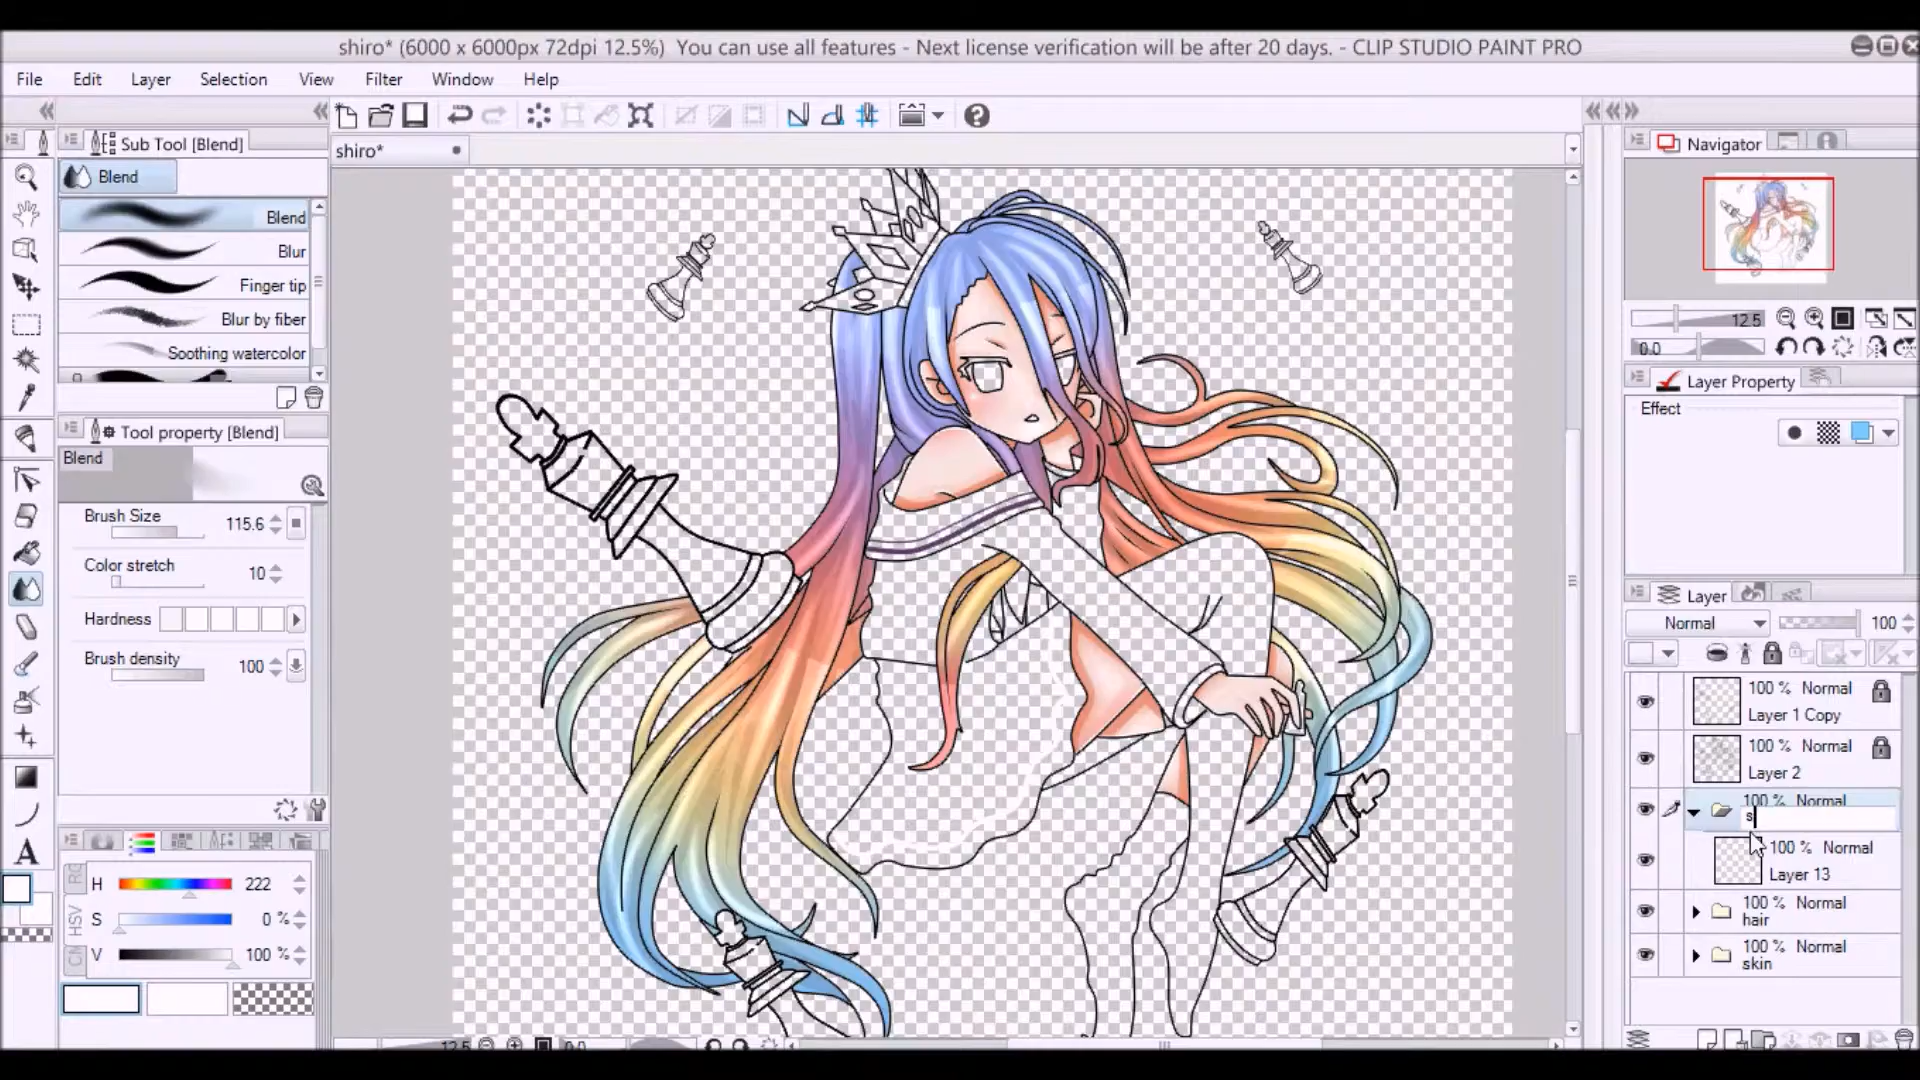 shiro* (6000 x 6000px 72dpi 12.5%)  You can use all features - Next license verification will be after 20 days. - CLIP STUDIO PAINT PRO
File Edit Layer Selection View Filter Window Help
Sub Tool [Blend]
Blend
Blend
Blur
Finger tip
Blur by fiber
Soothing watercolor
Tool property [Blend]
Blend
Brush Size 115.6
Color stretch 10
Hardness
Brush density 100
H 222
S 0 %
V 100 %
HSV
A
shiro*
12.5 0.0
Navigator
12.5
0.0
Layer Property
Effect
Layer
Normal 100
100 % Normal
Layer 1 Copy
100 % Normal
Layer 2
100 % Normal
s
100 % Normal
Layer 13
100 % Normal
hair
100 % Normal
skin